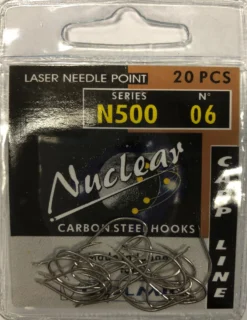 LASER NEEDLE POINT
20 PCS
SERIES
N°
N500
06
Nuclear
CARBON STEEL HOOKS
CARP LINE